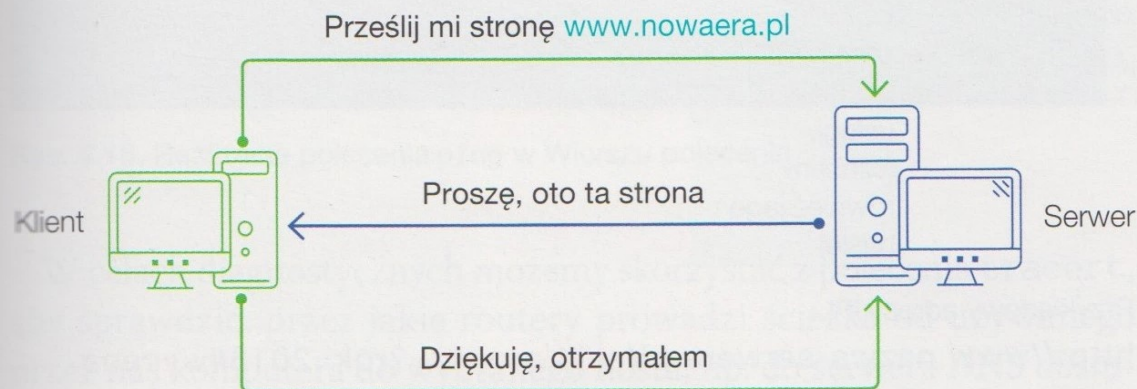 Prześlij mi stronę www.nowaera.pl
Klient
Proszę, oto ta strona
Serwer
Dziękuję, otrzymałem